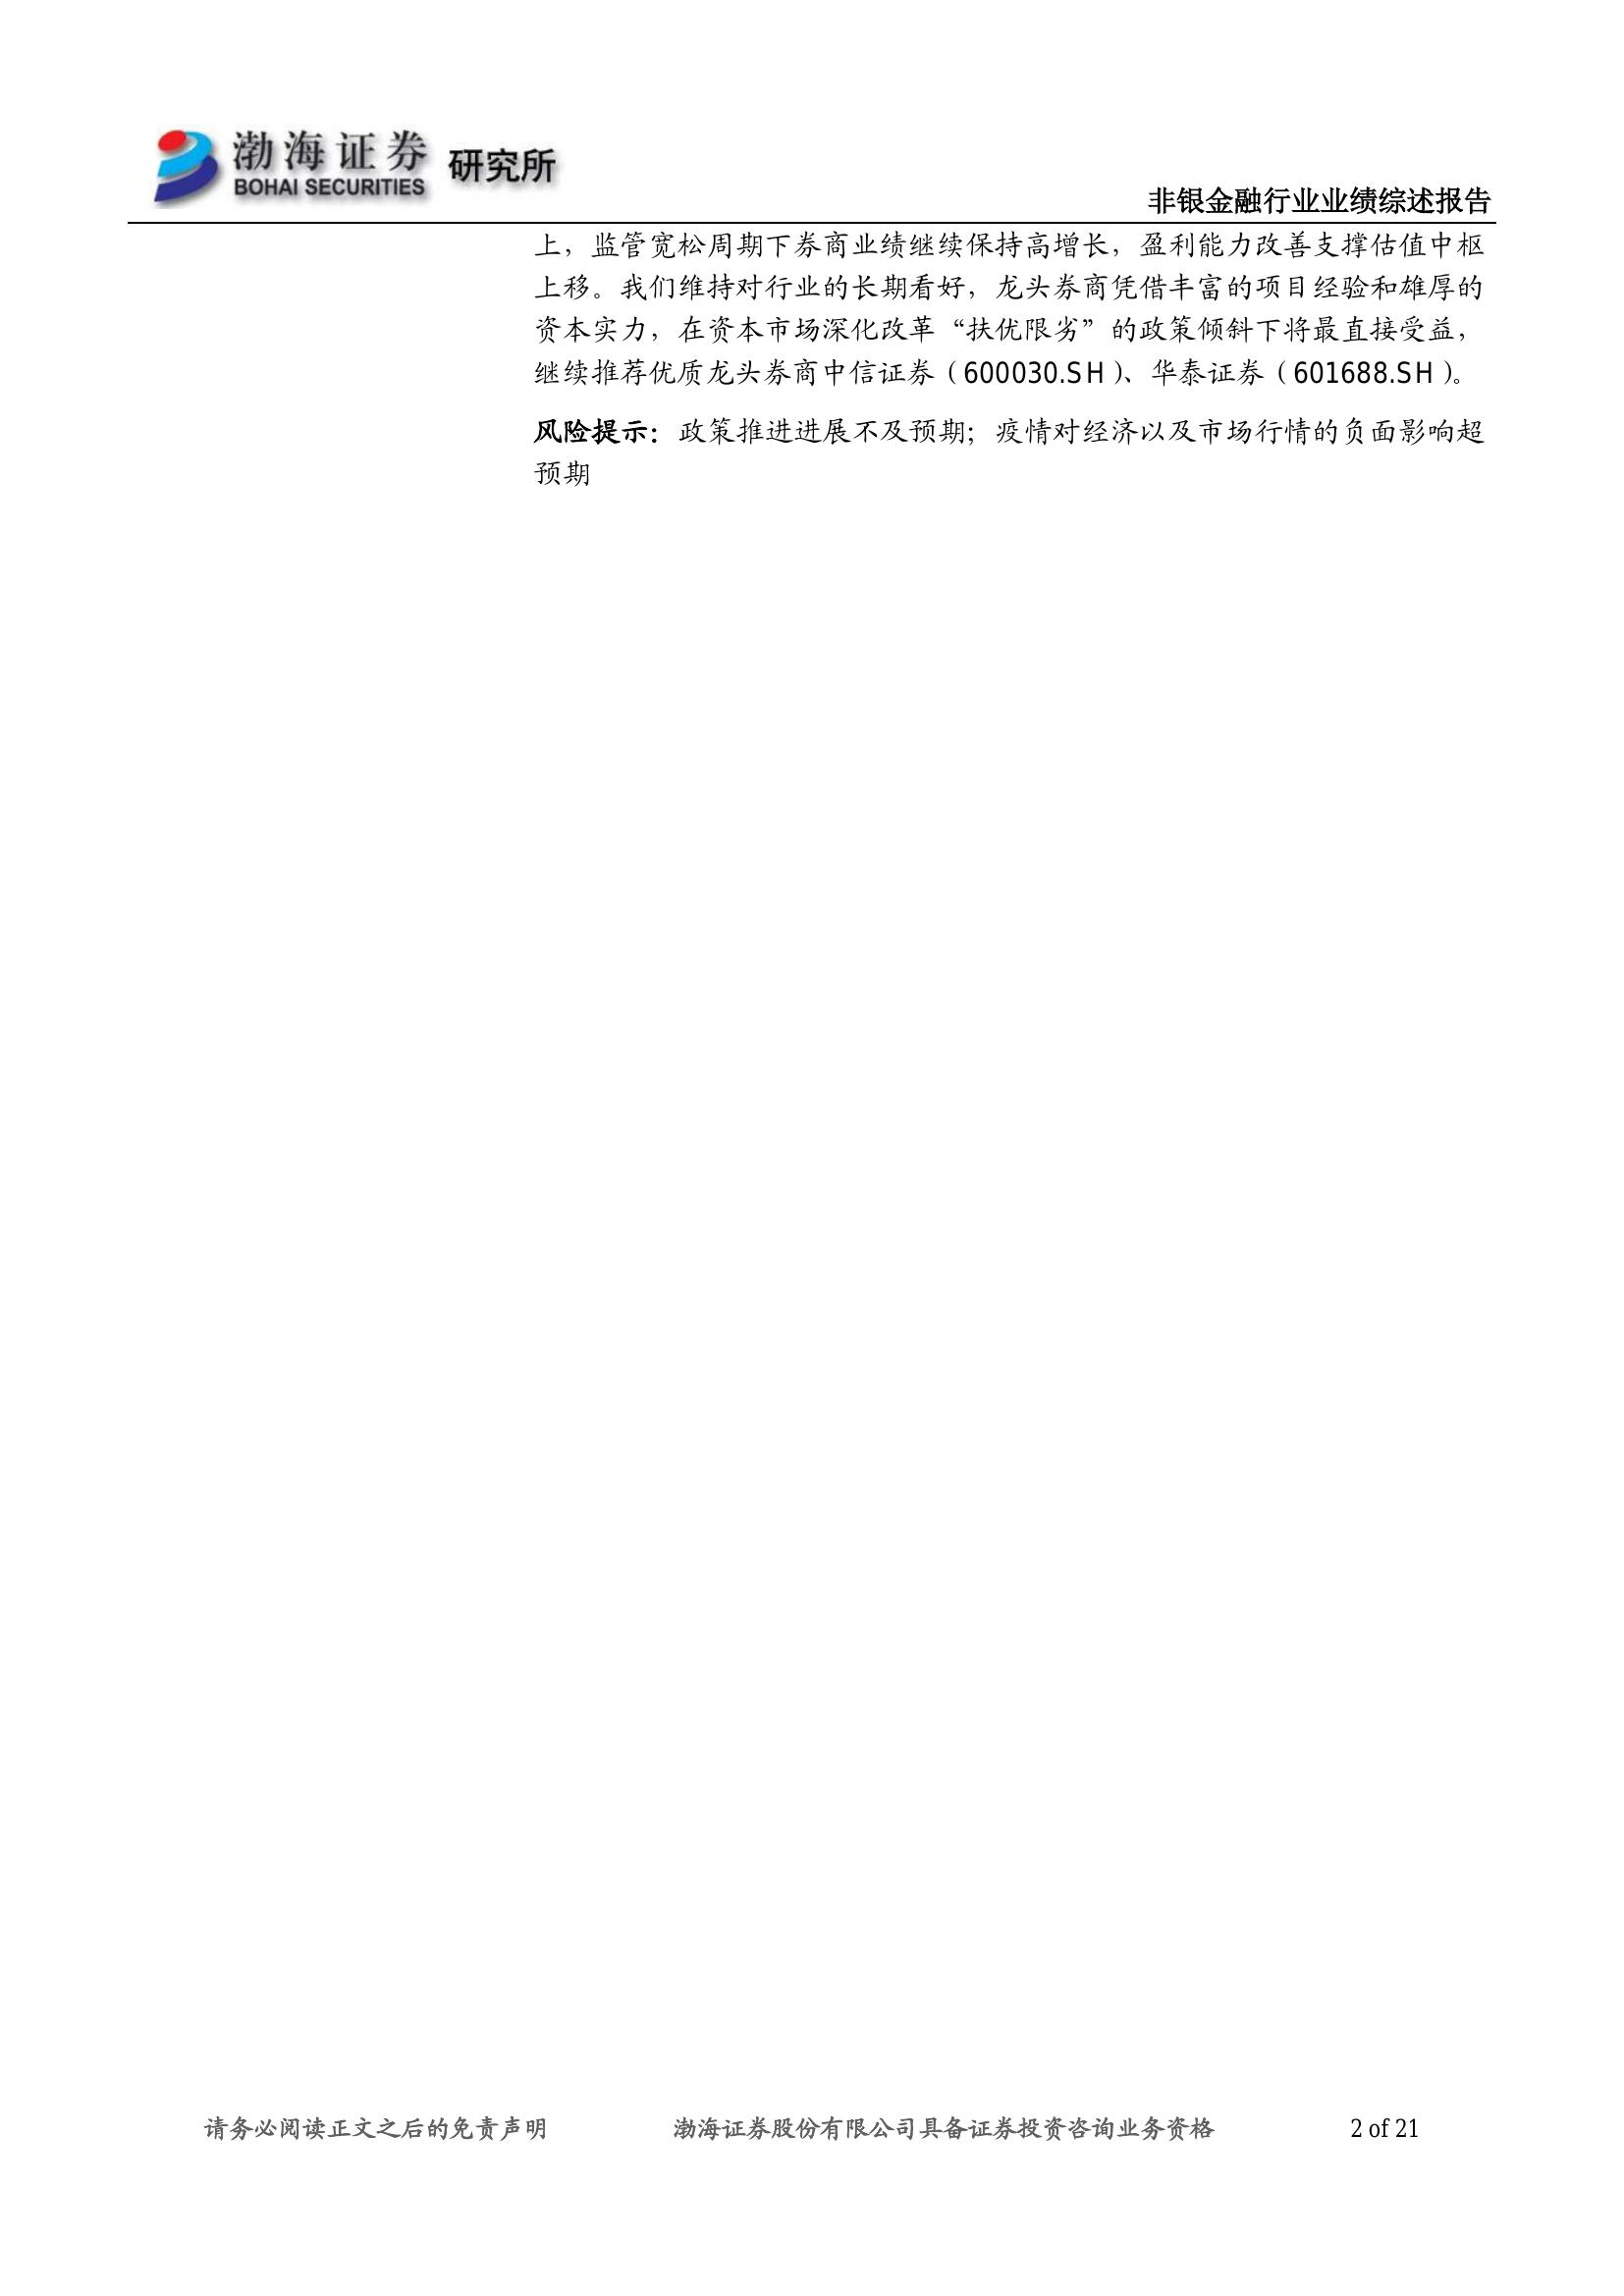 渤海证券
BOHAI SECURITIES
研究所
非银金融行业业绩综述报告
上，监管宽松周期下券商业绩继续保持高增长，盈利能力改善支撑估值中枢
上移。我们维持对行业的长期看好，龙头券商凭借丰富的项目经验和雄厚的
资本实力，在资本市场深化改革“扶优限劣”的政策倾斜下将最直接受益，
继续推荐优质龙头券商中信证券（600030.SH）、华泰证券（601688.SH）。
风险提示：政策推进进展不及预期；疫情对经济以及市场行情的负面影响超
预期
请务必阅读正文之后的免责声明 渤海证券股份有限公司具备证券投资咨询业务资格 2 of 21